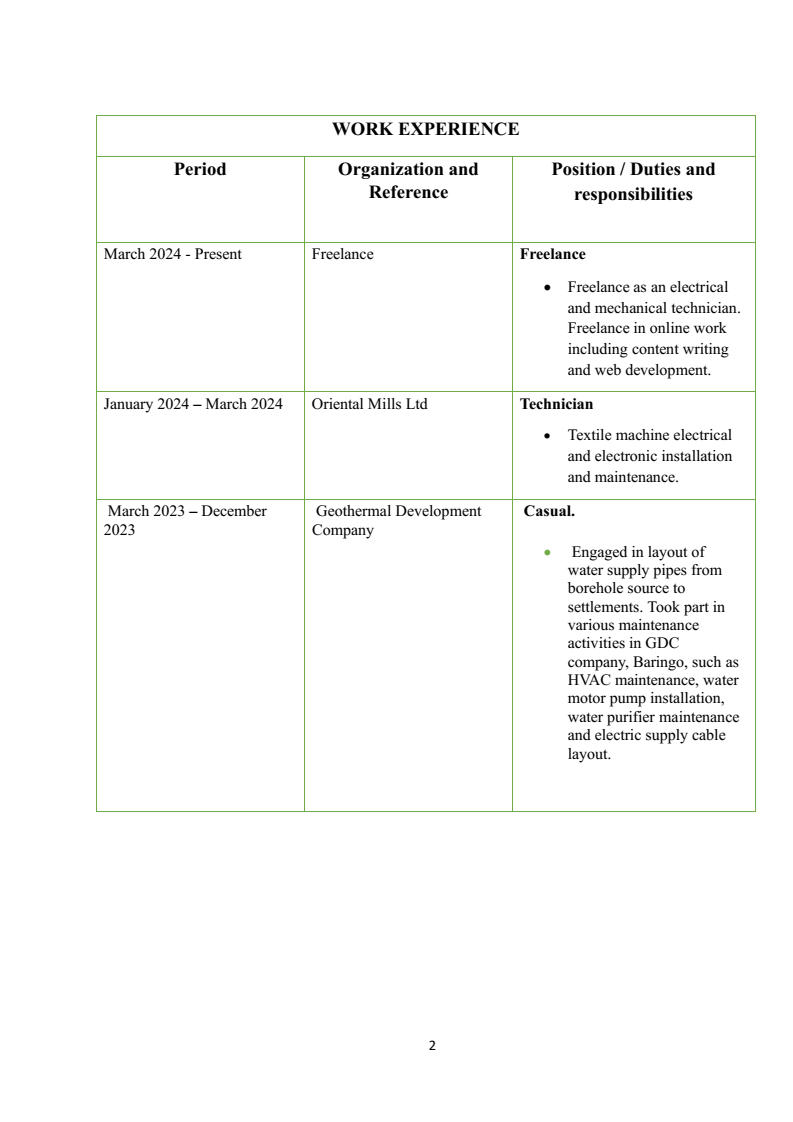 WORK EXPERIENCE
Period
Organization and
Reference
Position / Duties and
responsibilities
March 2024 - Present
Freelance
Freelance
• Freelance as an electrical
and mechanical technician.
Freelance in online work
including content writing
and web development.
January 2024 – March 2024
Oriental Mills Ltd
Technician
• Textile machine electrical
and electronic installation
and maintenance.
March 2023 – December
2023
Geothermal Development
Company
Casual.
• Engaged in layout of
water supply pipes from
borehole source to
settlements. Took part in
various maintenance
activities in GDC
company, Baringo, such as
HVAC maintenance, water
motor pump installation,
water purifier maintenance
and electric supply cable
layout.
2